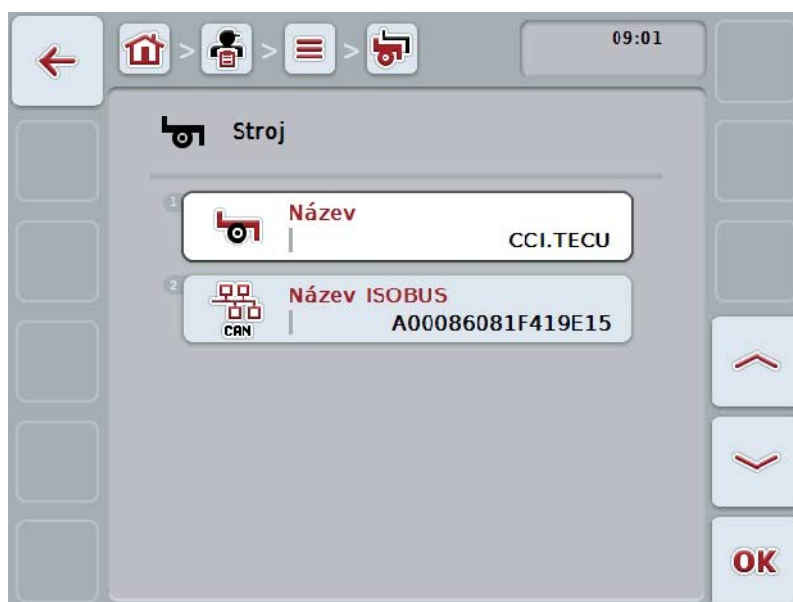 09:01
Stroj
1
Název
CCI.TECU
2
Název ISOBUS
CAN
A00086081F419E15
OK